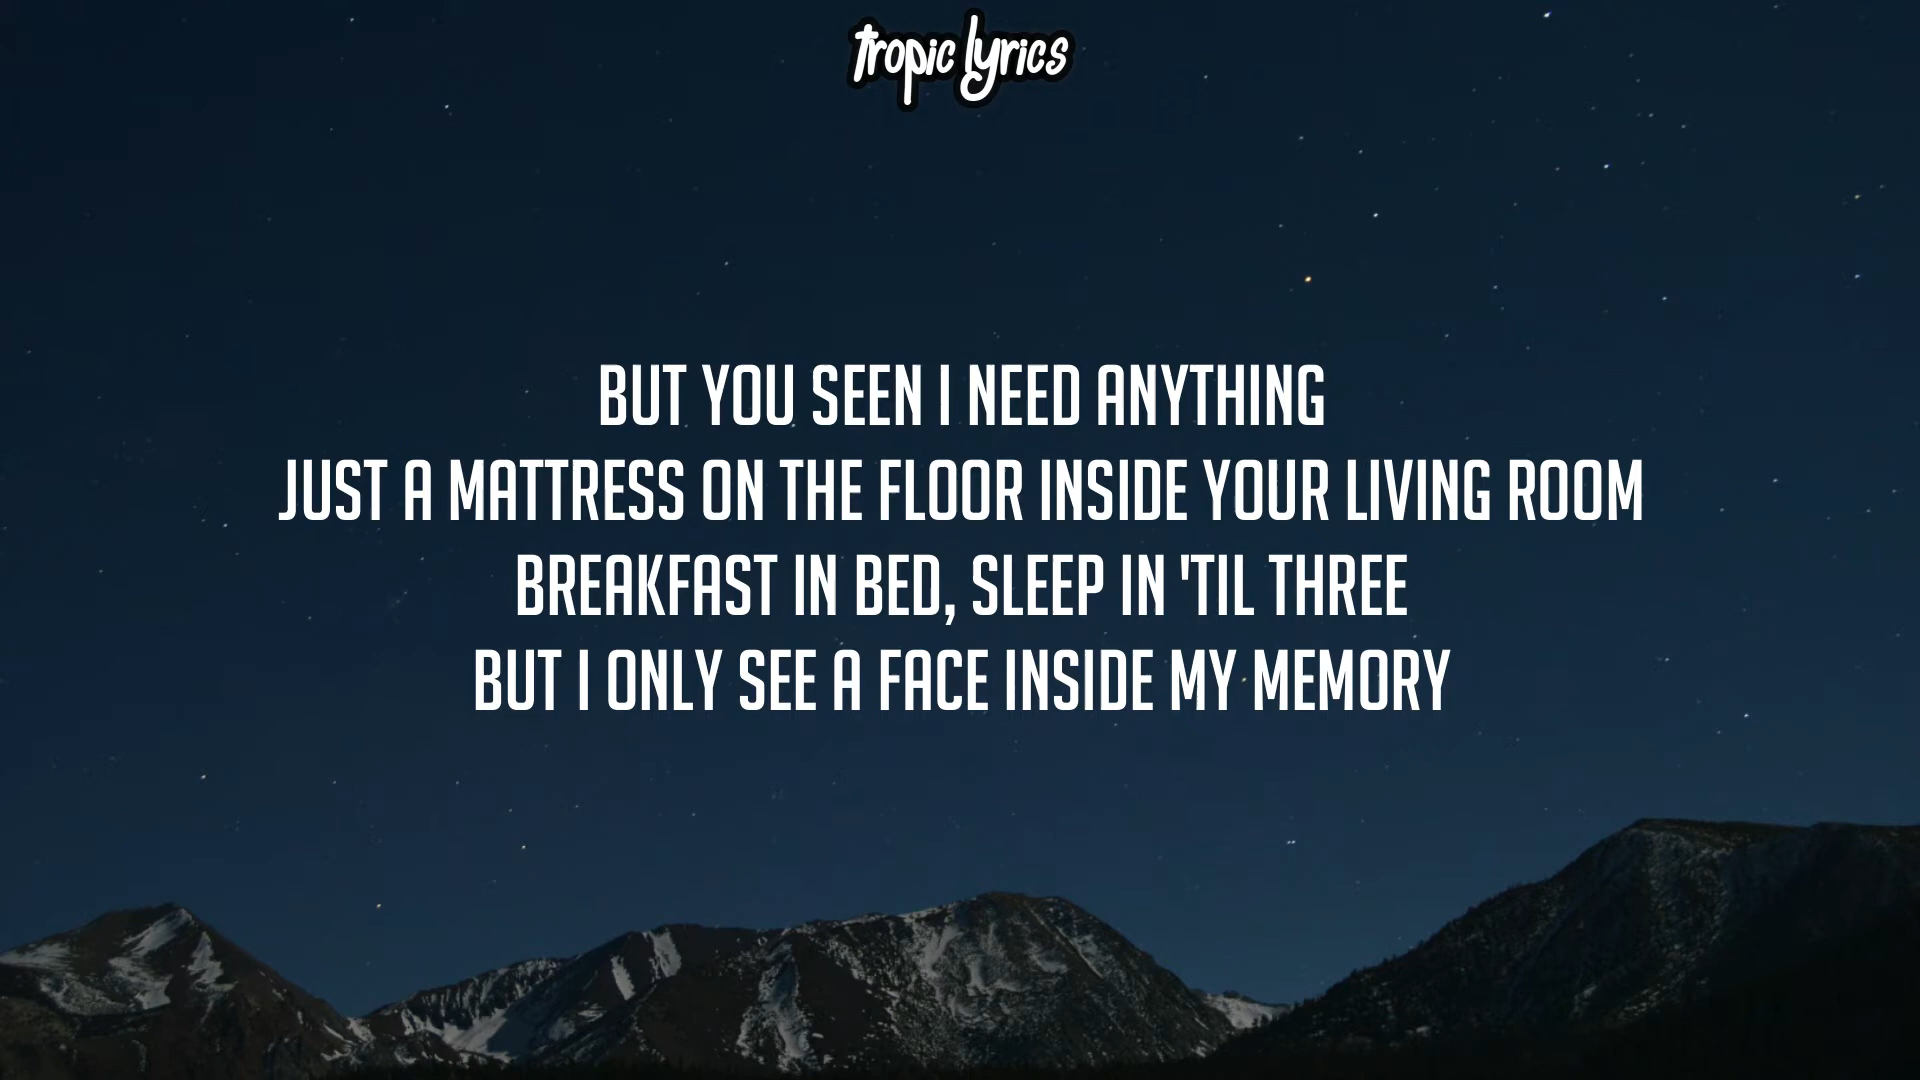 tropic lyrics
BUT YOU SEEN I NEED ANYTHING
JUST A MATTRESS ON THE FLOOR INSIDE YOUR LIVING ROOM
BREAKFAST IN BED, SLEEP IN 'TIL THREE
BUT I ONLY SEE A FACE INSIDE MY MEMORY